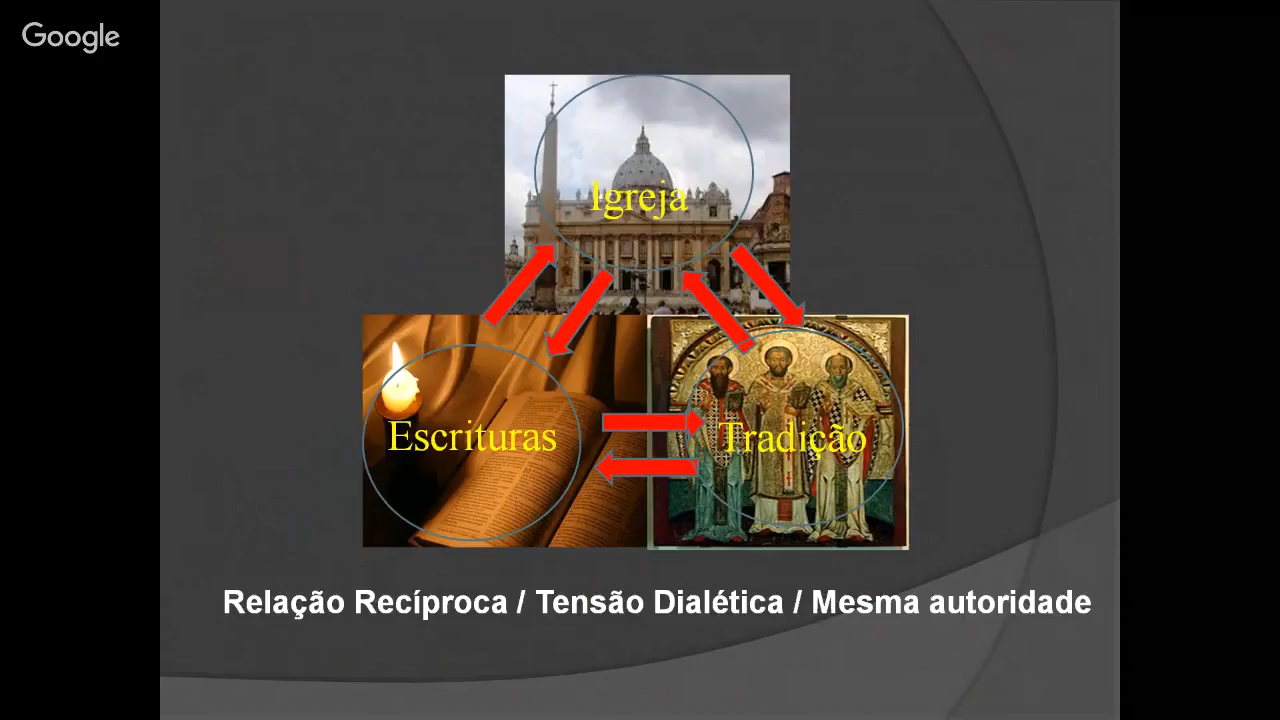 Google
Igreja
Escrituras
Tradição
Relação Recíproca / Tensão Dialética / Mesma autoridade